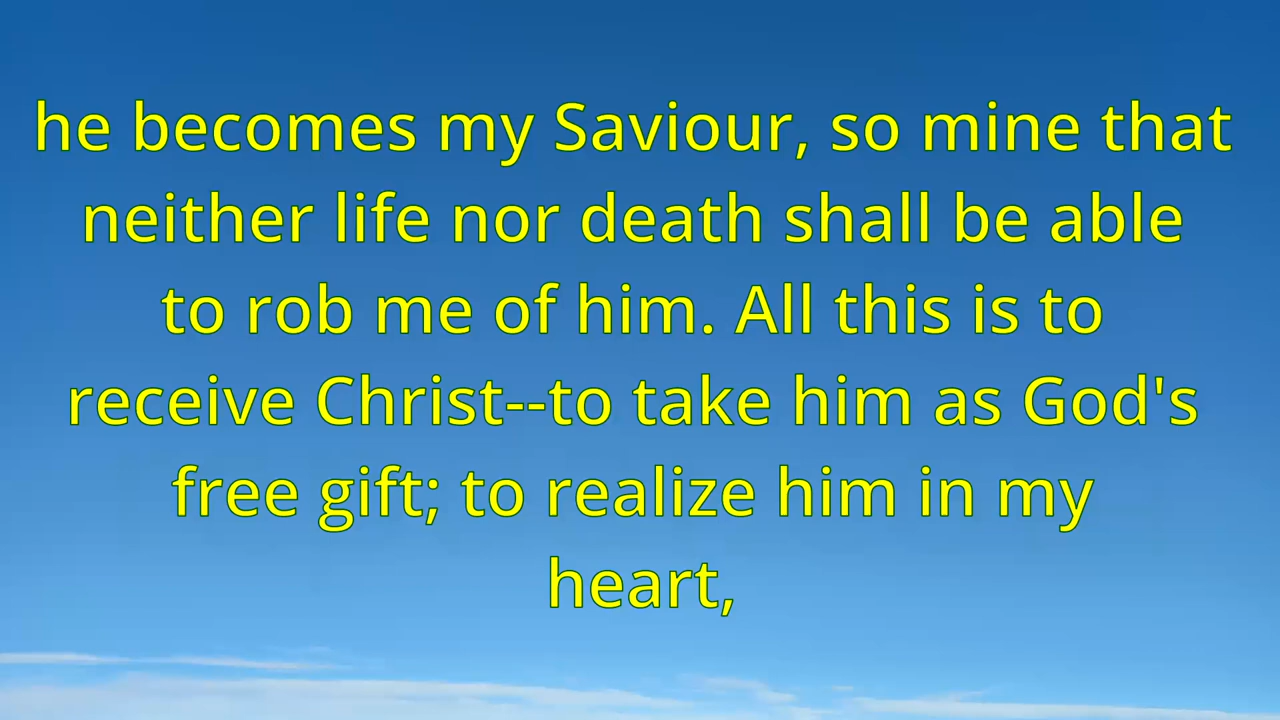 he becomes my Saviour, so mine that
neither life nor death shall be able
to rob me of him. All this is to
receive Christ--to take him as God's
free gift; to realize him in my
heart,